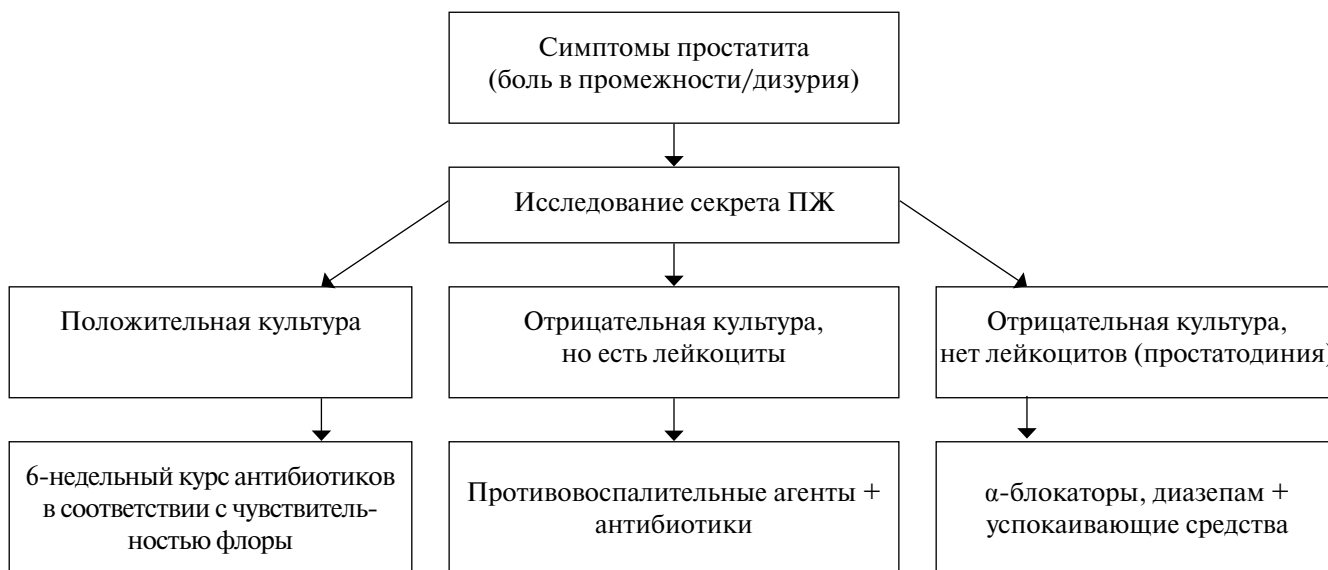 Симптомы простатита
(боль в промежности/дизурия)
Исследование секрета ПЖ
Положительная культура
Отрицательная культура,
но есть лейкоциты
Отрицательная культура,
нет лейкоцитов (простатодиния)
6-недельный курс антибиотиков
в соответствии с чувствитель-
ностью флоры
Противовоспалительные агенты +
антибиотики
α-блокаторы, диазепам +
успокаивающие средства